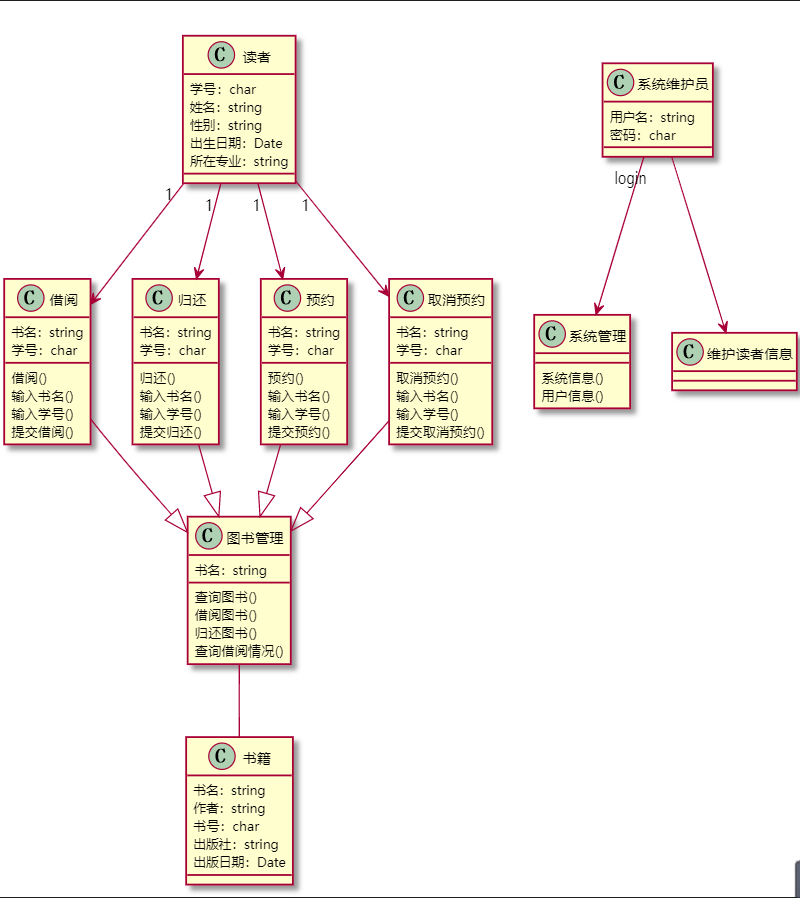 C 读者
学号：char
姓名：string
性别：string
出生日期：Date
所在专业：string
C 系统维护员
用户名：string
密码：char
1
1
1
1
login
C 借阅
书名：string
学号：char
借阅()
输入书名()
输入学号()
提交借阅()
C 归还
书名：string
学号：char
归还()
输入书名()
输入学号()
提交归还()
C 预约
书名：string
学号：char
预约()
输入书名()
输入学号()
提交预约()
C 取消预约
书名：string
学号：char
取消预约()
输入书名()
输入学号()
提交取消预约()
C 系统管理
系统信息()
用户信息()
C 维护读者信息
C 图书管理
书名：string
查询图书()
借阅图书()
归还图书()
查询借阅情况()
C 书籍
书名：string
作者：string
书号：char
出版社：string
出版日期：Date